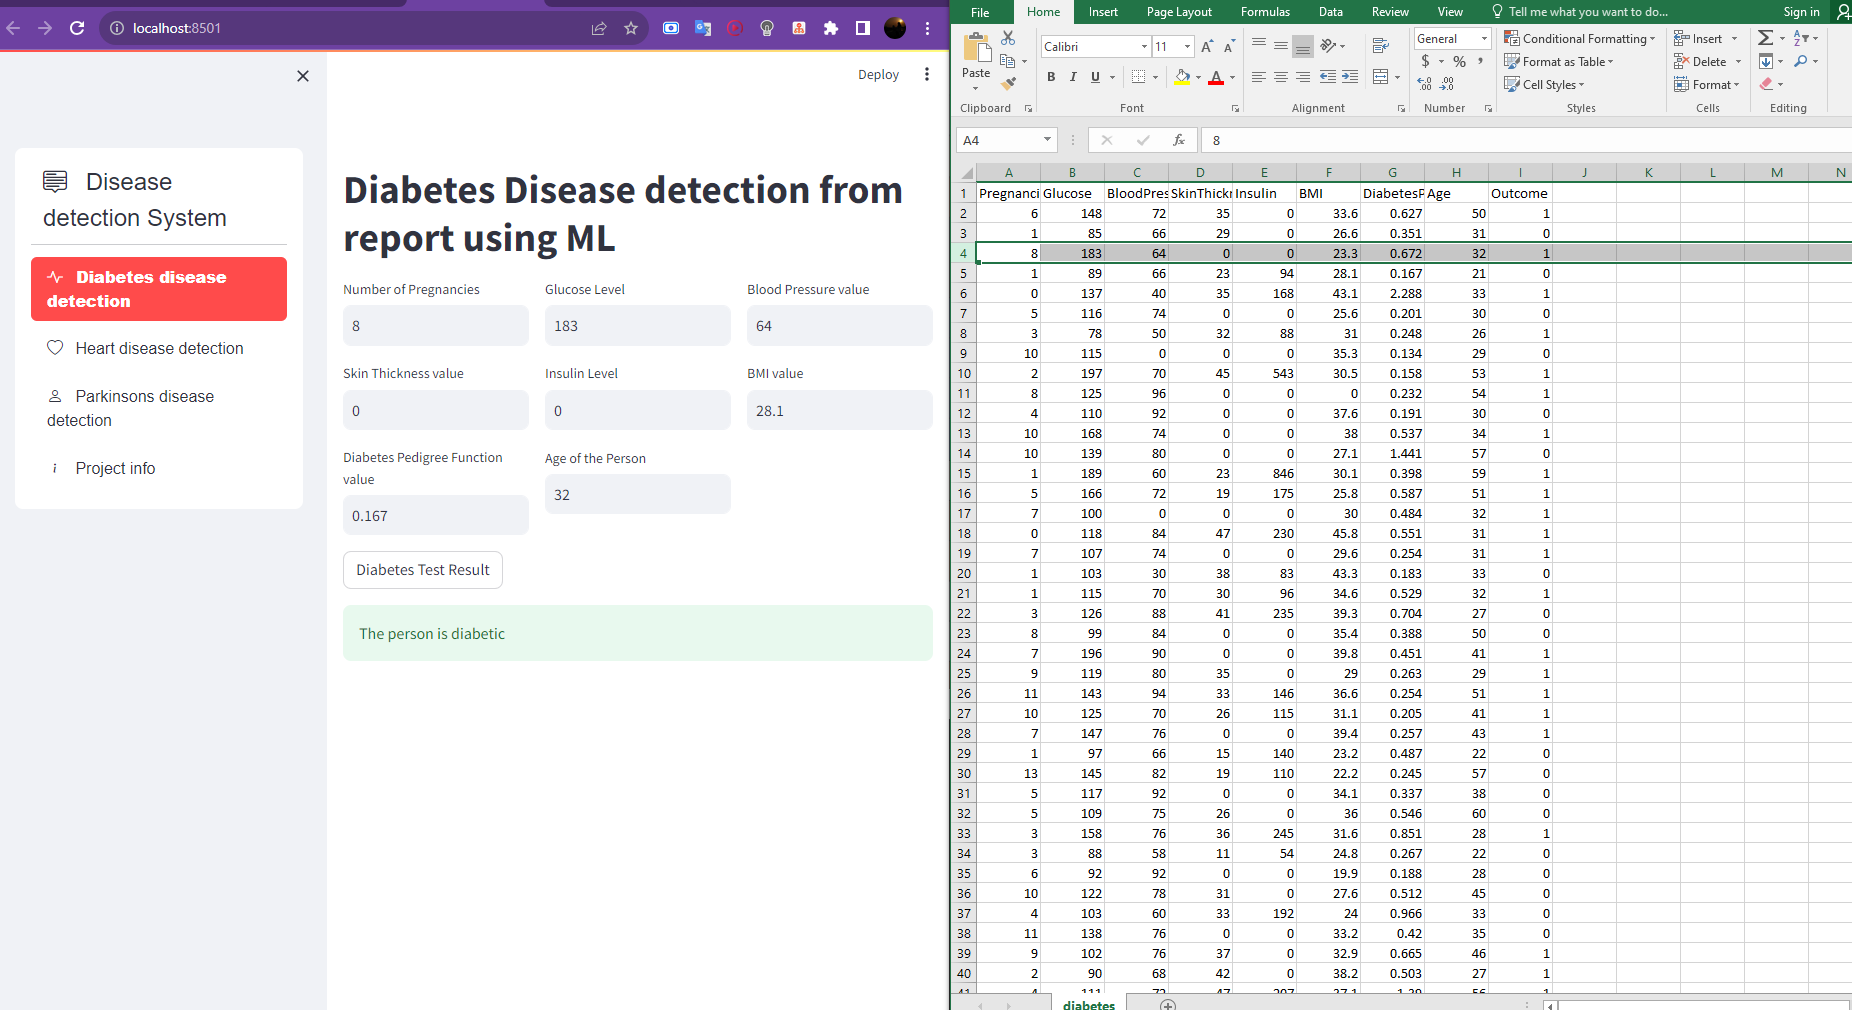 localhost:8501
Deploy
Disease
detection System
Diabetes disease
detection
Heart disease detection
Parkinsons disease
detection
Project info
Diabetes Disease detection from
report using ML
Number of Pregnancies Glucose Level Blood Pressure value
8 183 64
Skin Thickness value Insulin Level BMI value
0 0 28.1
Diabetes Pedigree Function
value
Age of the Person
0.167
32
Diabetes Test Result
The person is diabetic
File Home Insert Page Layout Formulas Data Review View Tell me what you want to do... Sign in
Paste Calibri 11 General Conditional Formatting Insert
B I U $ % Format as Table Delete
Cell Styles Format
Clipboard Font Alignment Number Styles Cells Editing
A4 fx 8
A B C D E F G H I J K L M N
1 Pregnanci Glucose BloodPres SkinThickn Insulin BMI DiabetesP Age Outcome
2 6 148 72 35 0 33.6 0.627 50 1
3 1 85 66 29 0 26.6 0.351 31 0
4 8 183 64 0 0 23.3 0.672 32 1
5 1 89 66 23 94 28.1 0.167 21 0
6 0 137 40 35 168 43.1 2.288 33 1
7 5 116 74 0 0 25.6 0.201 30 0
8 3 78 50 32 88 31 0.248 26 1
9 10 115 0 0 0 35.3 0.134 29 0
10 2 197 70 45 543 30.5 0.158 53 1
11 8 125 96 0 0 0 0.232 54 1
12 4 110 92 0 0 37.6 0.191 30 0
13 10 168 74 0 0 38 0.537 34 1
14 10 139 80 0 0 27.1 1.441 57 0
15 1 189 60 23 846 30.1 0.398 59 1
16 5 166 72 19 175 25.8 0.587 51 1
17 7 100 0 0 0 30 0.484 32 1
18 0 118 84 47 230 45.8 0.551 31 1
19 7 107 74 0 0 29.6 0.254 31 1
20 1 103 30 38 83 43.3 0.183 33 0
21 1 115 70 30 96 34.6 0.529 32 1
22 3 126 88 41 235 39.3 0.704 27 0
23 8 99 84 0 0 35.4 0.388 50 0
24 7 196 90 0 0 39.8 0.451 41 1
25 9 119 80 35 0 29 0.263 29 1
26 11 143 94 33 146 36.6 0.254 51 1
27 10 125 70 26 115 31.1 0.205 41 1
28 7 147 76 0 0 39.4 0.257 43 1
29 1 97 66 15 140 23.2 0.487 22 0
30 13 145 82 19 110 22.2 0.245 57 0
31 5 117 92 0 0 34.1 0.337 38 0
32 5 109 75 26 0 36 0.546 60 0
33 3 158 76 36 245 31.6 0.851 28 1
34 3 88 58 11 54 24.8 0.267 22 0
35 6 92 92 0 0 19.9 0.188 28 0
36 10 122 78 31 0 27.6 0.512 45 0
37 4 103 60 33 192 24 0.966 33 0
38 11 138 76 0 0 33.2 0.42 35 0
39 9 102 76 37 0 32.9 0.665 46 1
40 2 90 68 42 0 38.2 0.503 27 1
41 4 111 72 47 207 37.1 1.39 56 1
diabetes